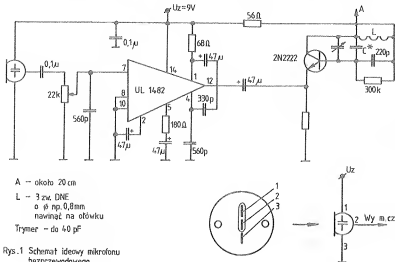 Uz=9V
56Ω
A
0,1µ
68Ω
47µ
2N2222
L
L*
220p
300k
0,1µ
22k
560p
7
14
1
12
UL 1482
8
10
2
5
4
330p
47µ
47µ
180Ω
47µ
560p
A – około 20 cm
L – 9 zw. DNE
o ø np. 0,8mm
nawinąć na ołówku
Trymer – do 40 pF
Rys.1 Schemat ideowy mikrofonu
bezprzewodowego
1
2
3
Uz
1
2 Wy m.cz
3